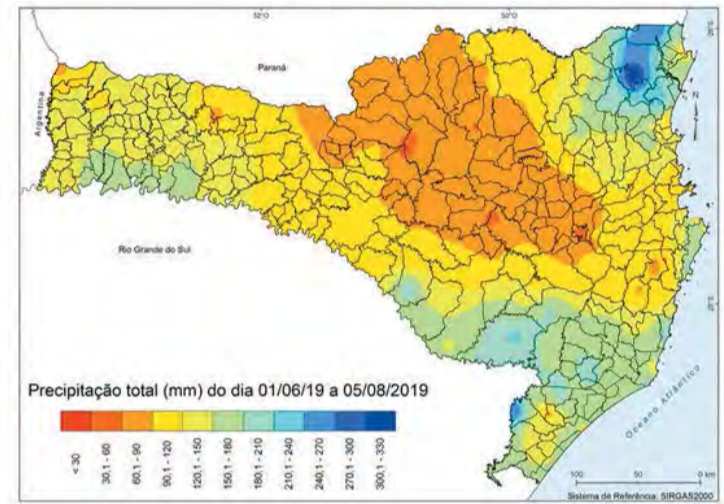 52°O
50°O
26°S
Paraná
Argentina
N
Rio Grande do Sul
28°S
Precipitação total (mm) do dia 01/06/19 a 05/08/2019
< 30
30,1 - 60
60,1 - 90
90,1 - 120
120,1 - 150
150,1 - 180
180,1 - 210
210,1 - 240
240,1 - 270
270,1 - 300
300,1 - 330
Oceano Atlântico
100 50 0 km
Sistema de Referência: SIRGAS2000